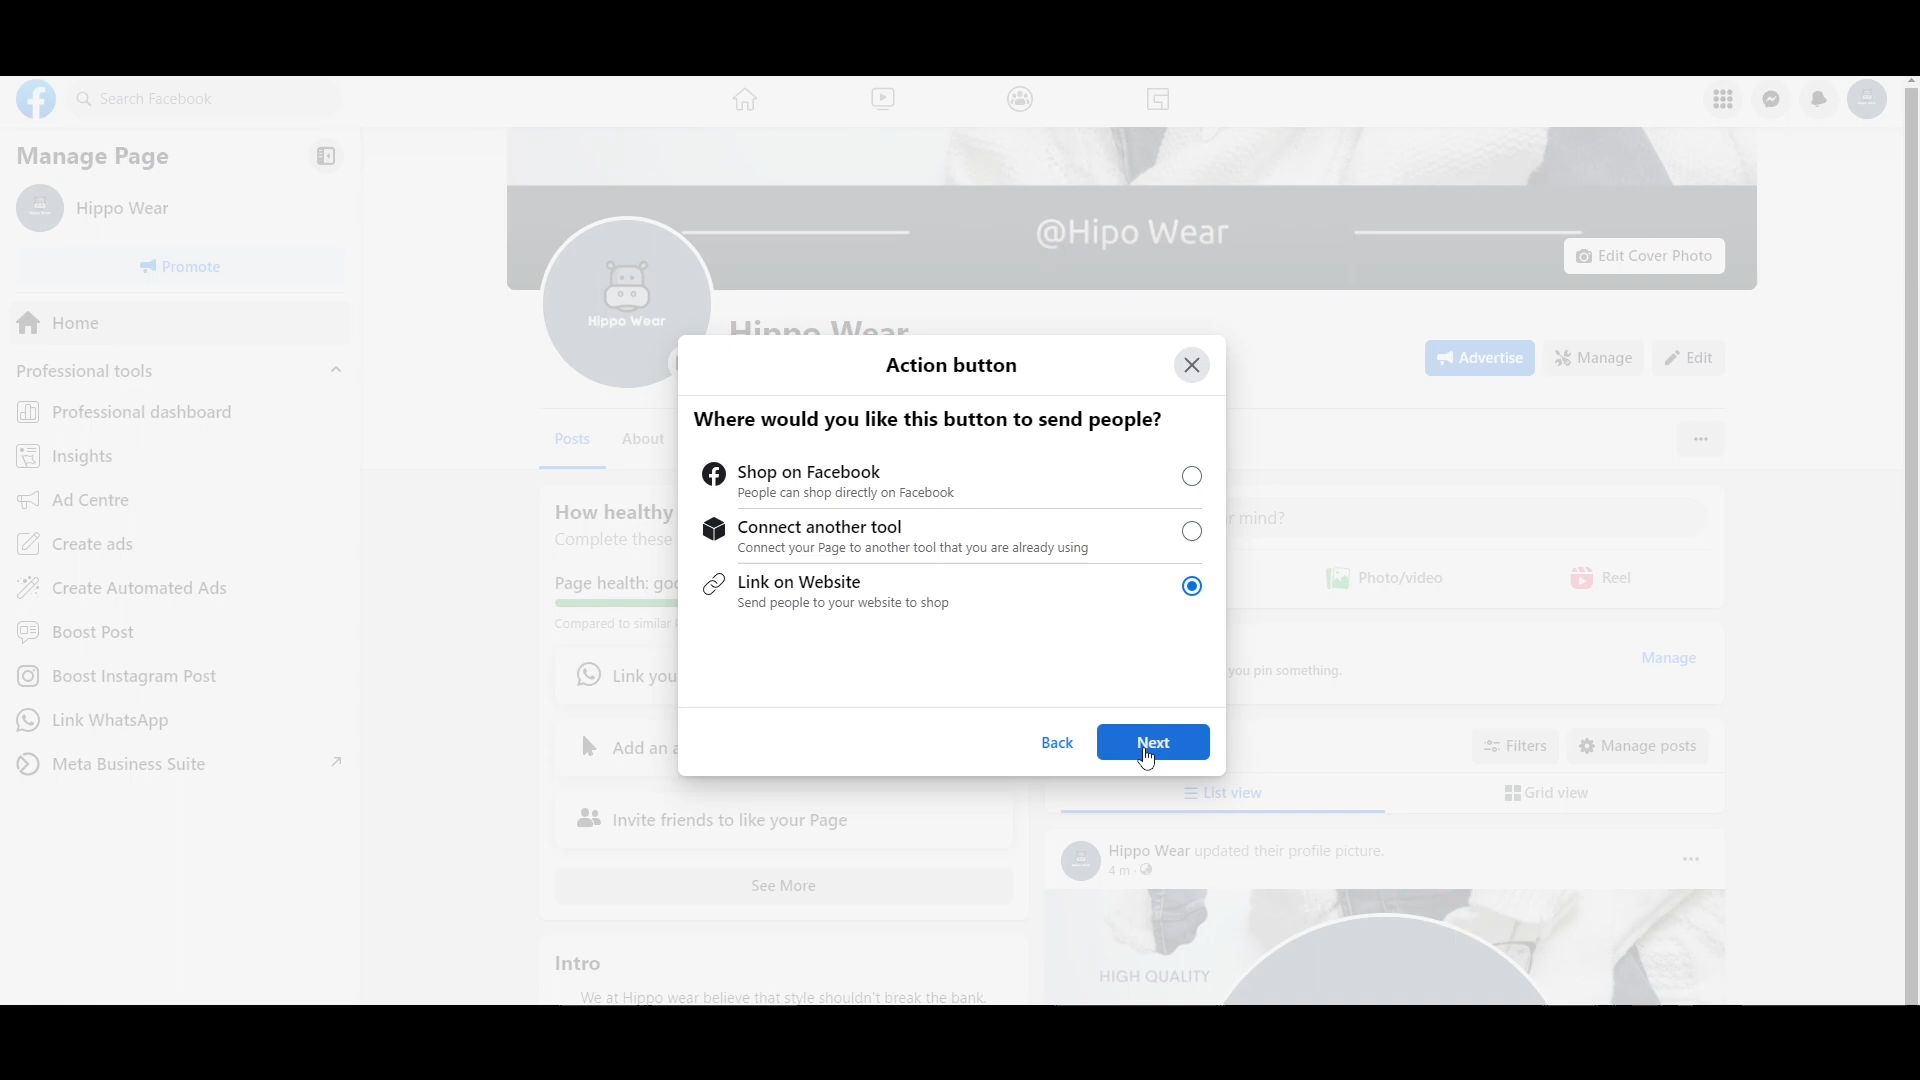 Search Facebook
Manage Page
Hippo Wear
Promote
Home
Professional tools
Professional dashboard
Insights
Ad Centre
Create ads
Create Automated Ads
Boost Post
Boost Instagram Post
Link WhatsApp
Meta Business Suite
@Hipo Wear
Edit Cover Photo
Hippo Wear
Hippo Wear
Advertise
Manage
Edit
Posts
About
Action button
Where would you like this button to send people?
Shop on Facebook
People can shop directly on Facebook
Connect another tool
Connect your Page to another tool that you are already using
Link on Website
Send people to your website to shop
Back
Next
How healthy
Complete these
Page health:
Compared to similar
Link you
Add an a
Invite friends to like your Page
See More
Intro
We at Hippo wear believe that style shouldn't break the bank.
mind?
Photo/video
Reel
Manage
you pin something.
Filters
Manage posts
List view
Grid view
Hippo Wear updated their profile picture.
4 m ·
HIGH QUALITY